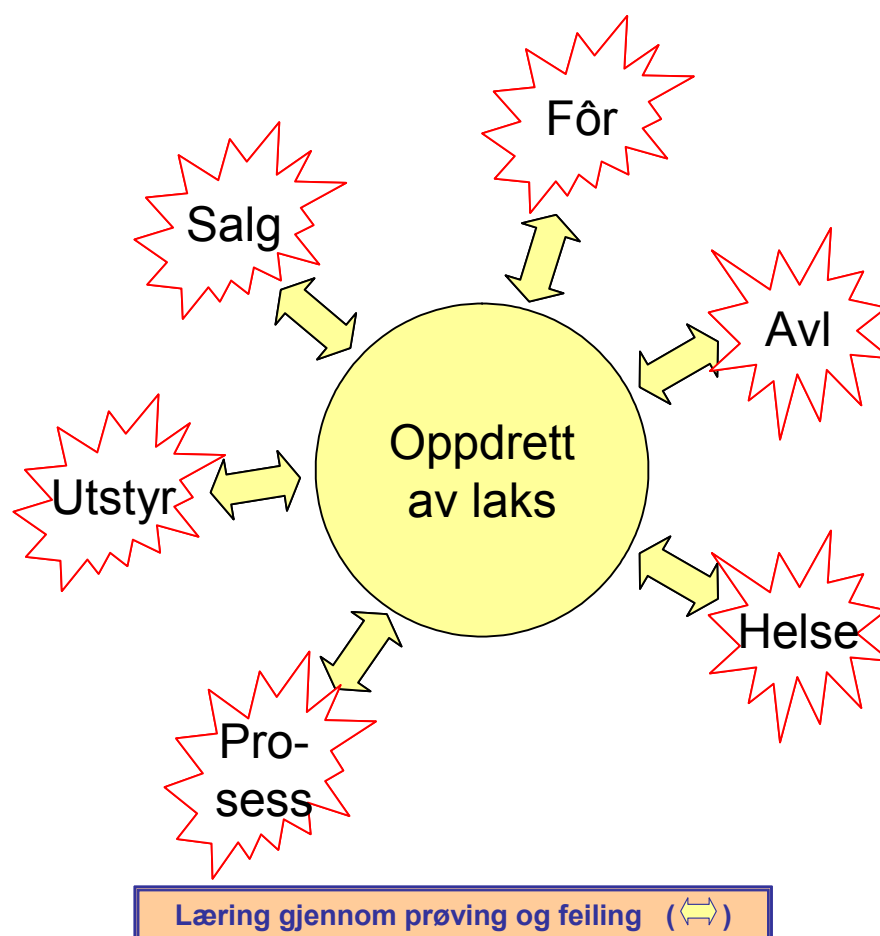 Fôr
Salg
Avl
Oppdrett
av laks
Utstyr
Helse
Pro-
sess
Læring gjennom prøving og feiling ( )